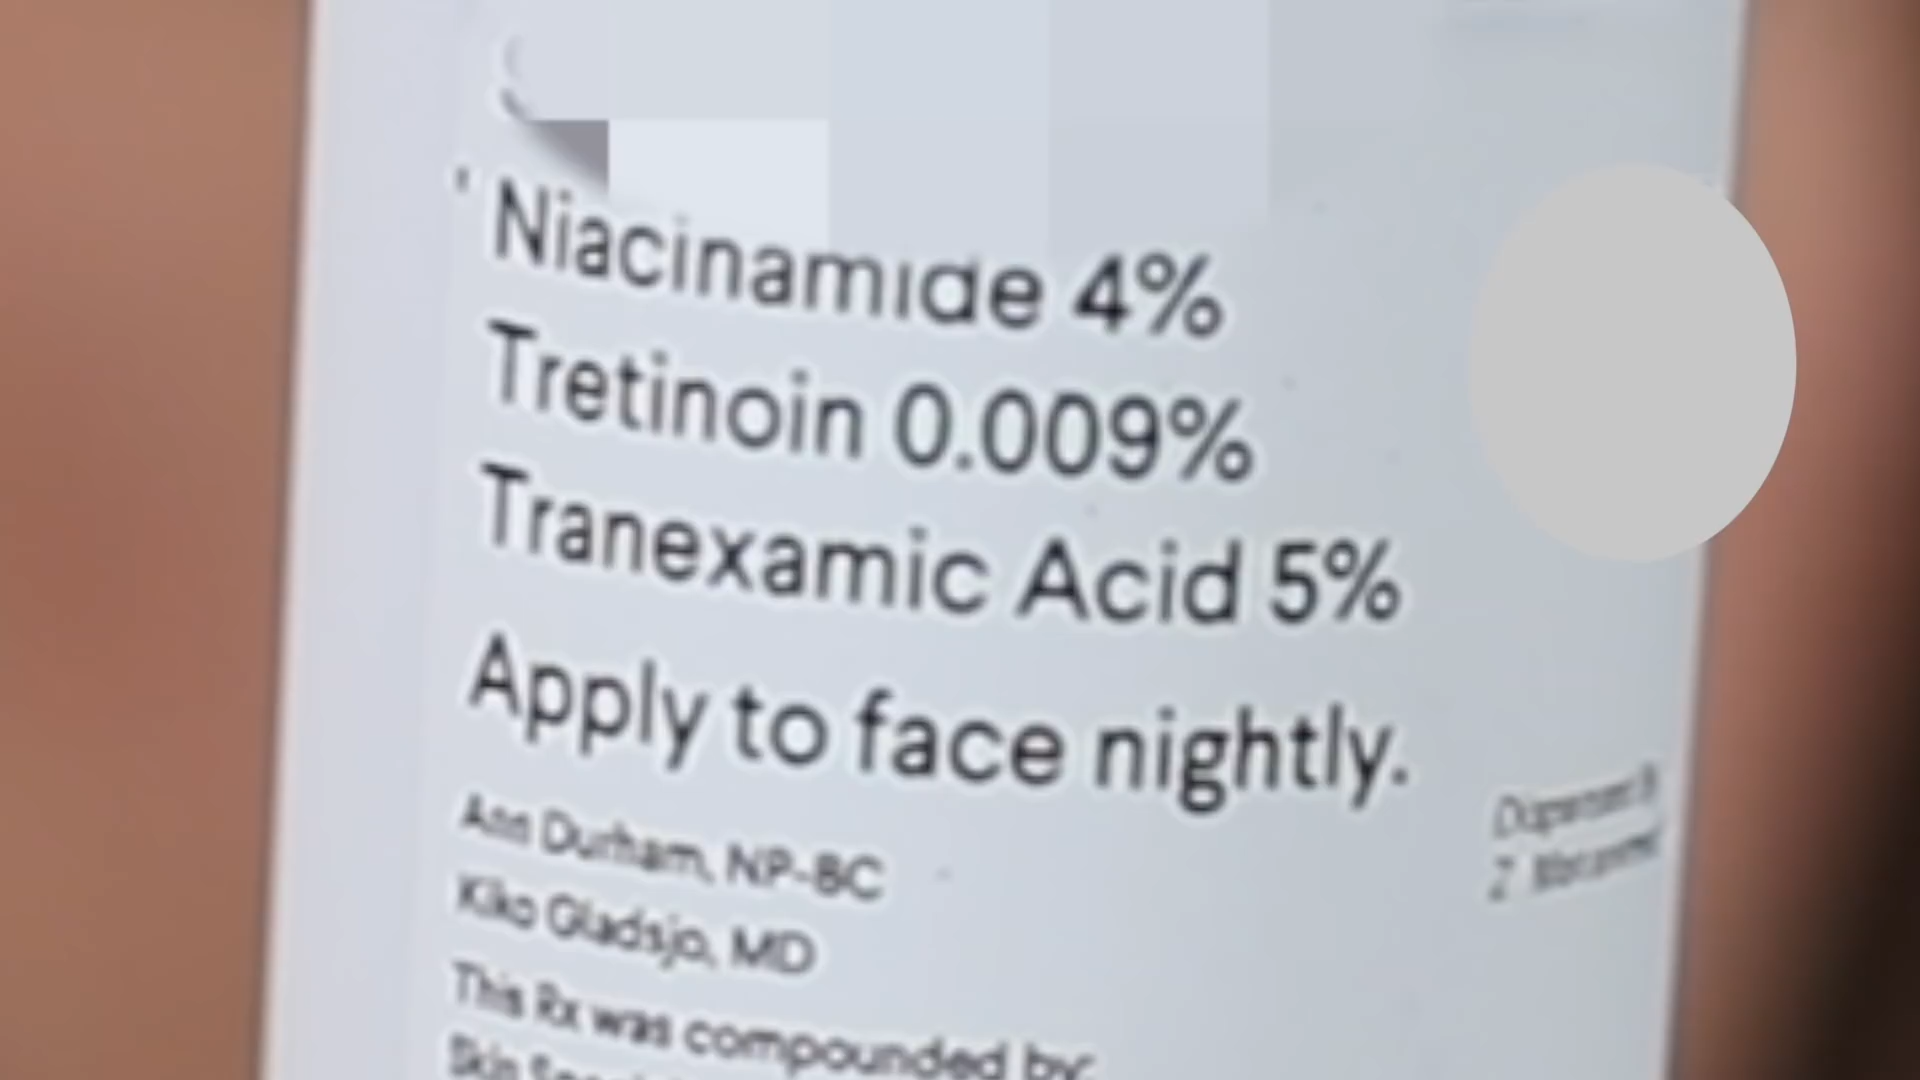 Niacinamide 4%
Tretinoin 0.009%
Tranexamic Acid 5%
Apply to face nightly.
Ann Durham, NP-BC
Kiko Gladsjo, MD
This Rx was compounded by:
Skin